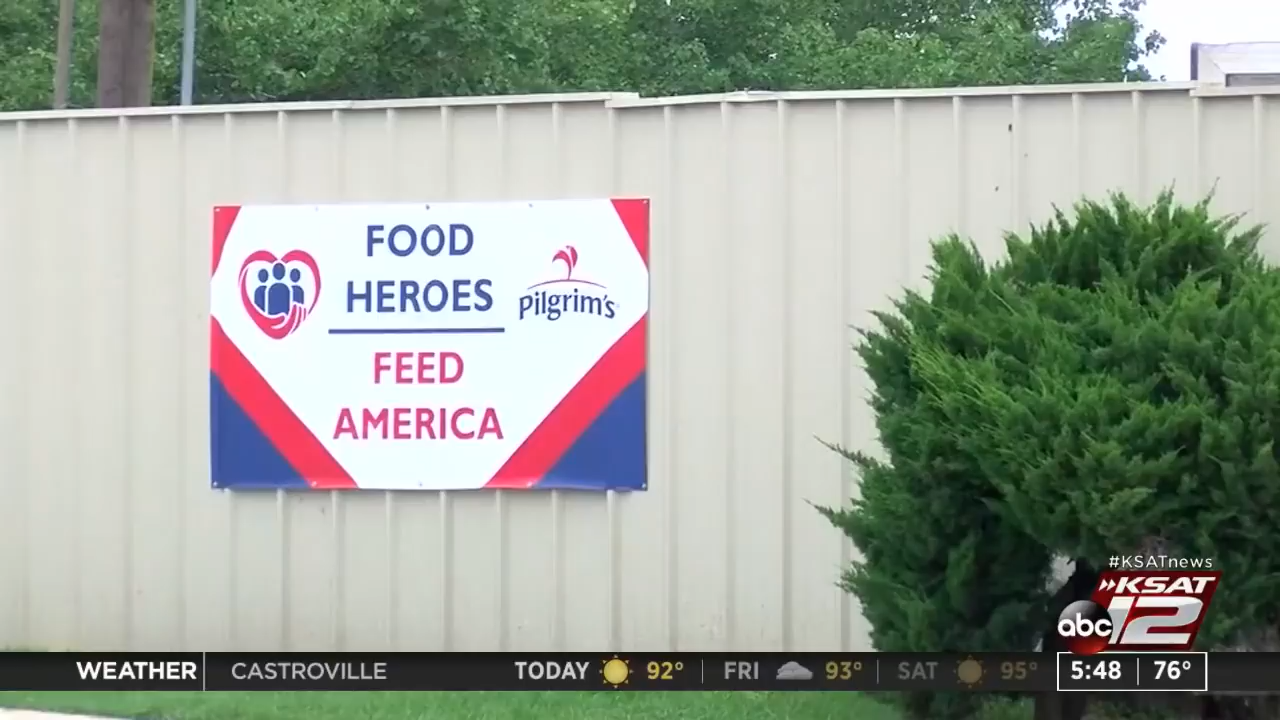 FOOD
HEROES
Pilgrim's
FEED
AMERICA
#KSATnews
KSAT
abc 12
WEATHER CASTROVILLE TODAY 92° FRI 93° SAT 95° 5:48 76°